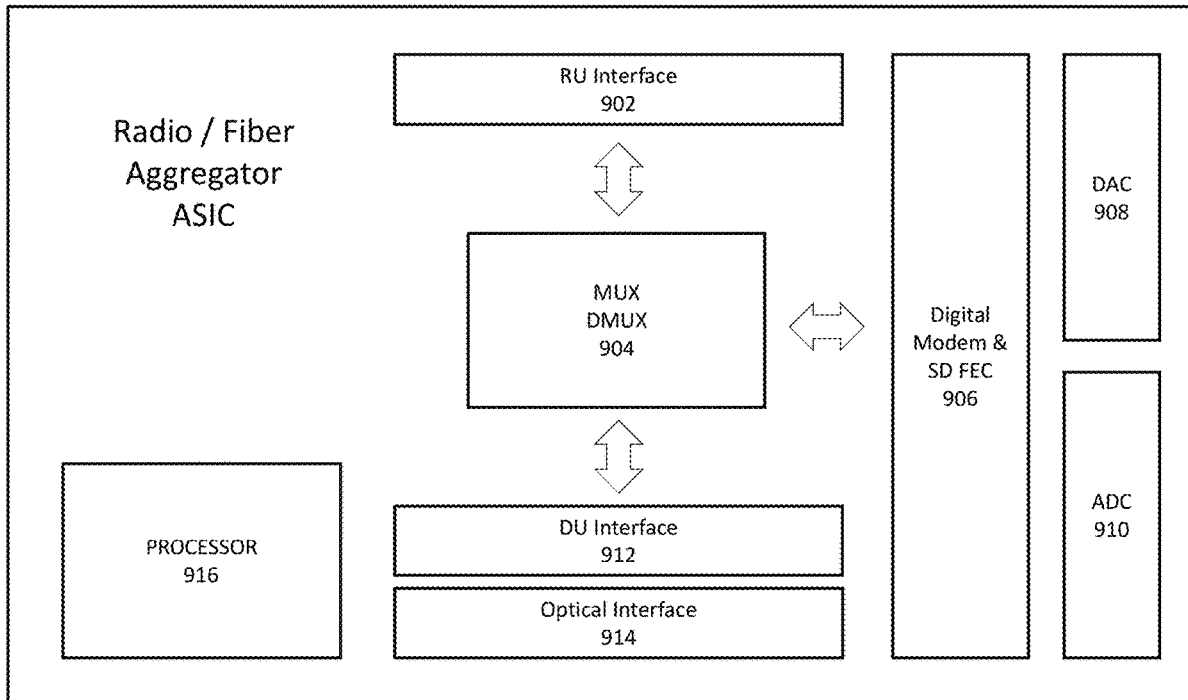 Radio / Fiber
Aggregator
ASIC
RU Interface
902
MUX
DMUX
904
Digital
Modem &
SD FEC
906
DAC
908
ADC
910
DU Interface
912
Optical Interface
914
PROCESSOR
916